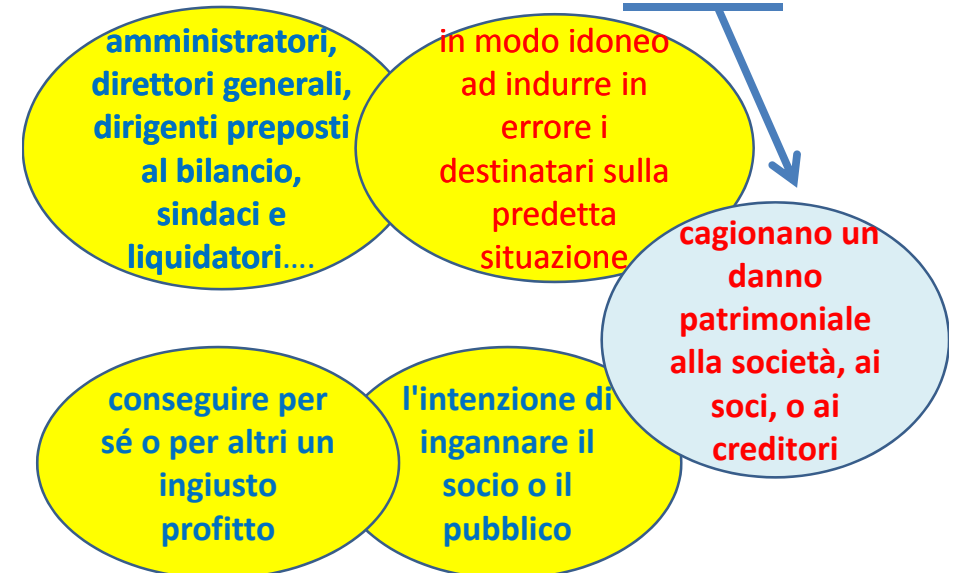 amministratori,
direttori generali,
dirigenti preposti
al bilancio,
sindaci e
liquidatori....
in modo idoneo
ad indurre in
errore i
destinatari sulla
predetta
situazione
cagionano un
danno
patrimoniale
alla società, ai
soci, o ai
creditori
conseguire per
sé o per altri un
ingiusto
profitto
l'intenzione di
ingannare il
socio o il
pubblico